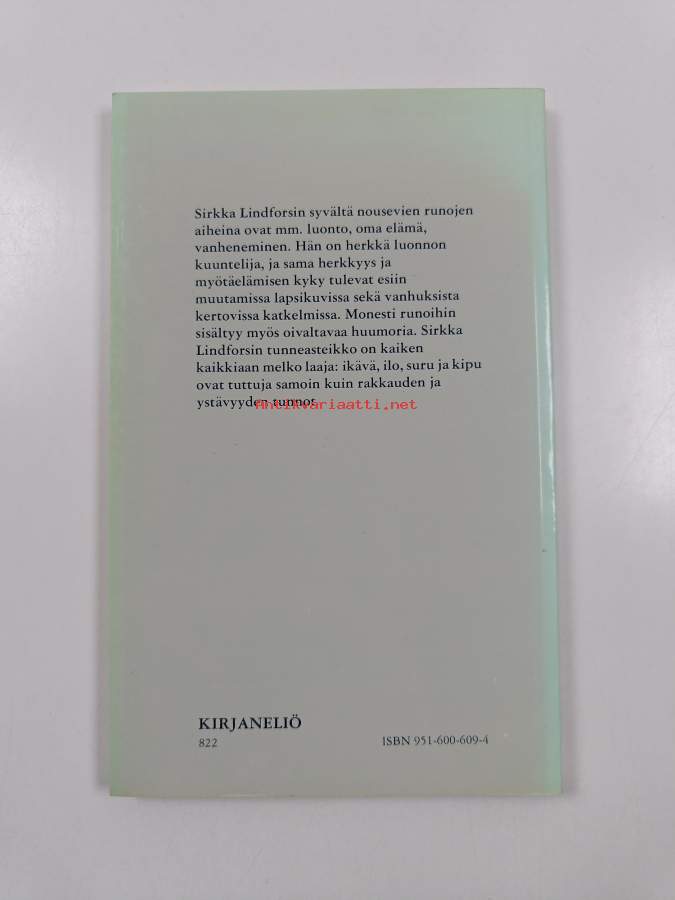 Sirkka Lindforsin syvältä nousevien runojen
aiheina ovat mm. luonto, oma elämä,
vanheneminen. Hän on herkkä luonnon
kuuntelija, ja sama herkkyys ja
myötäelämisen kyky tulevat esiin
muutamissa lapsikuvissa sekä vanhuksista
kertovissa katkelmissa. Monesti runoihin
sisältyy myös oivaltavaa huumoria. Sirkka
Lindforsin tunneasteikko on kaiken
kaikkiaan melko laaja: ikävä, ilo, suru ja kipu
ovat tuttuja samoin kuin rakkauden ja
ystävyyden tunnot.
Antikvariaatti.net
KIRJANELIÖ
822
ISBN 951-600-609-4